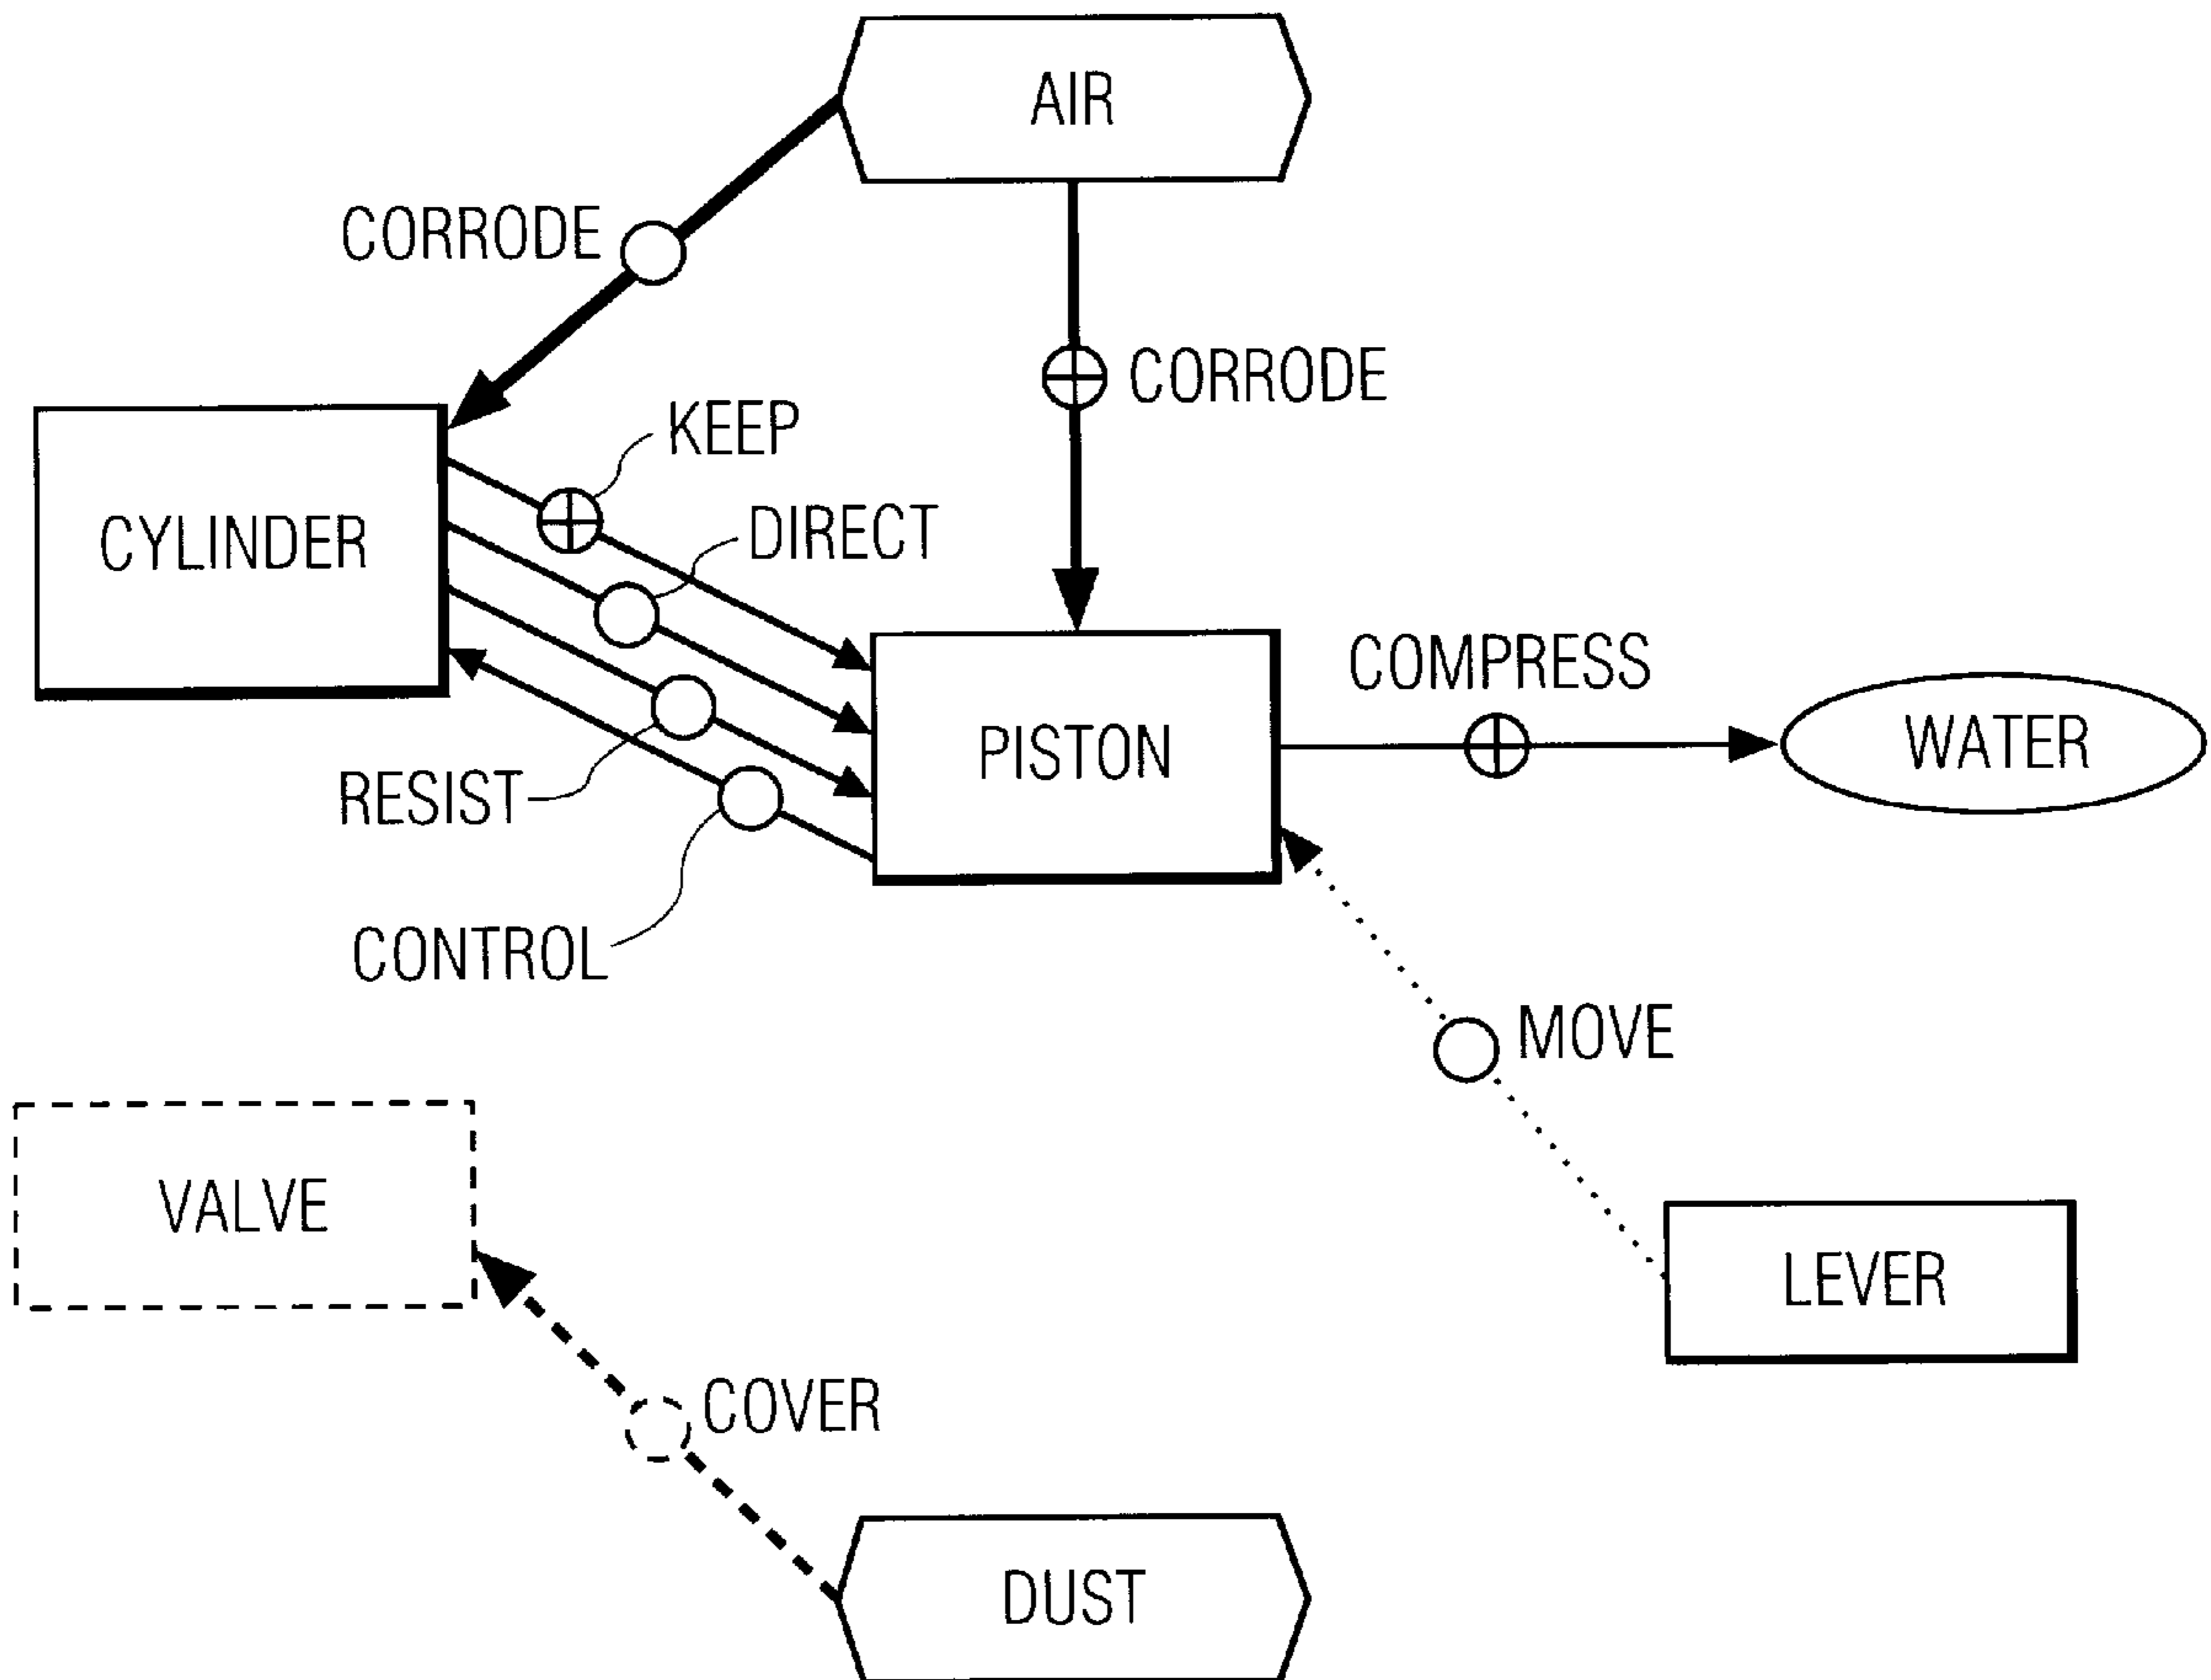 AIR
CORRODE
CORRODE
KEEP
DIRECT
CYLINDER
COMPRESS
PISTON
WATER
RESIST
CONTROL
MOVE
VALVE
LEVER
COVER
DUST